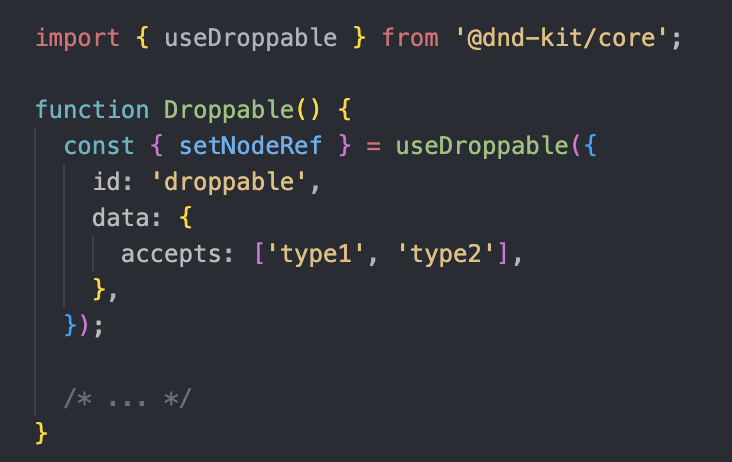 import { useDroppable } from '@dnd-kit/core';

function Droppable() {
  const { setNodeRef } = useDroppable({
    id: 'droppable',
    data: {
      accepts: ['type1', 'type2'],
    },
  });

  /* ... */
}